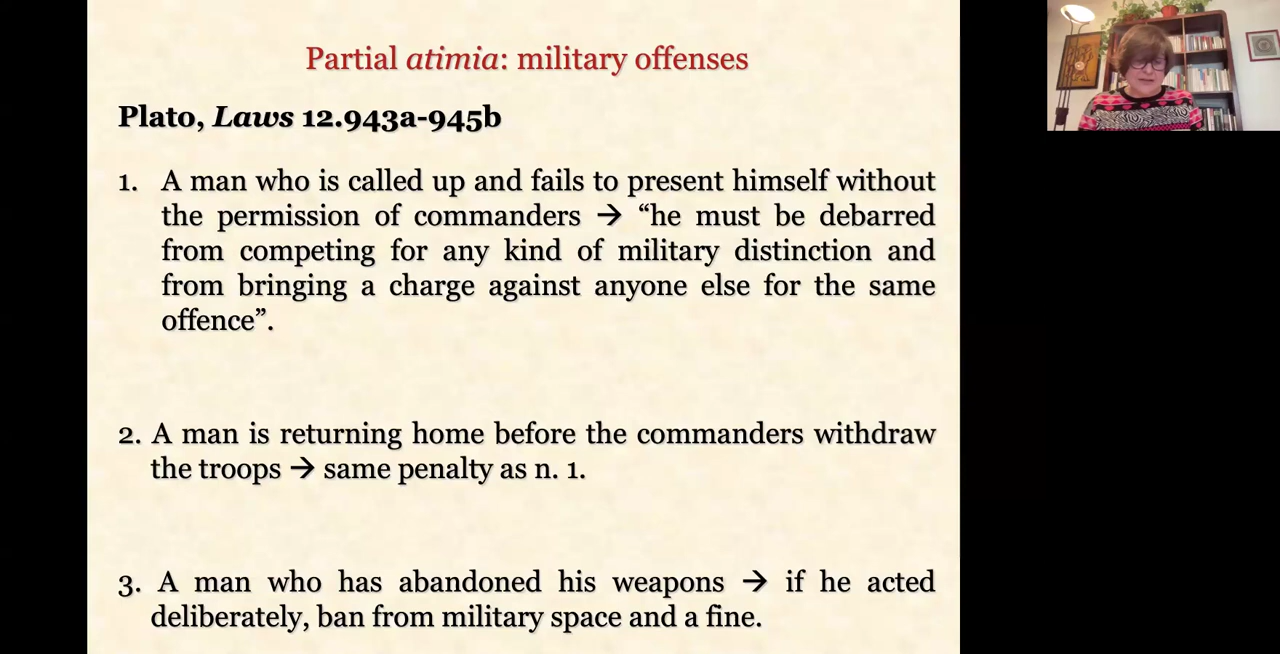 Partial atimia: military offenses
Plato, Laws 12.943a-945b
1. A man who is called up and fails to present himself without
the permission of commanders → “he must be debarred
from competing for any kind of military distinction and
from bringing a charge against anyone else for the same
offence”.
2. A man is returning home before the commanders withdraw
the troops → same penalty as n. 1.
3. A man who has abandoned his weapons → if he acted
deliberately, ban from military space and a fine.